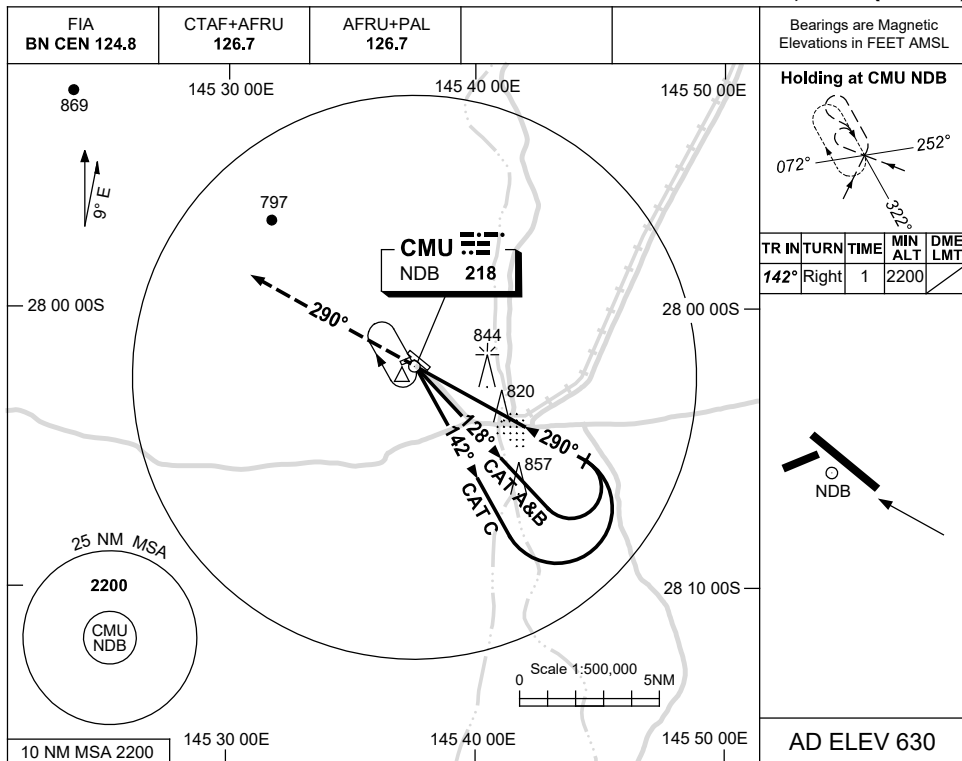 FIA
BN CEN 124.8
CTAF+AFRU
126.7
AFRU+PAL
126.7
Bearings are Magnetic
Elevations in FEET AMSL
145 30 00E
145 40 00E
145 50 00E
869
9° E
797
CMU
NDB 218
28 00 00S
28 00 00S
290°
844
820
128°
290°
142°
857
CAT A&B
CAT C
25 NM MSA
2200
CMU
NDB
28 10 00S
Scale 1:500,000
0
5NM
10 NM MSA 2200
145 30 00E
145 40 00E
145 50 00E
Holding at CMU NDB
252°
072°
322°
TR IN TURN TIME MIN ALT DME LMT
142° Right 1 2200
NDB
AD ELEV 630